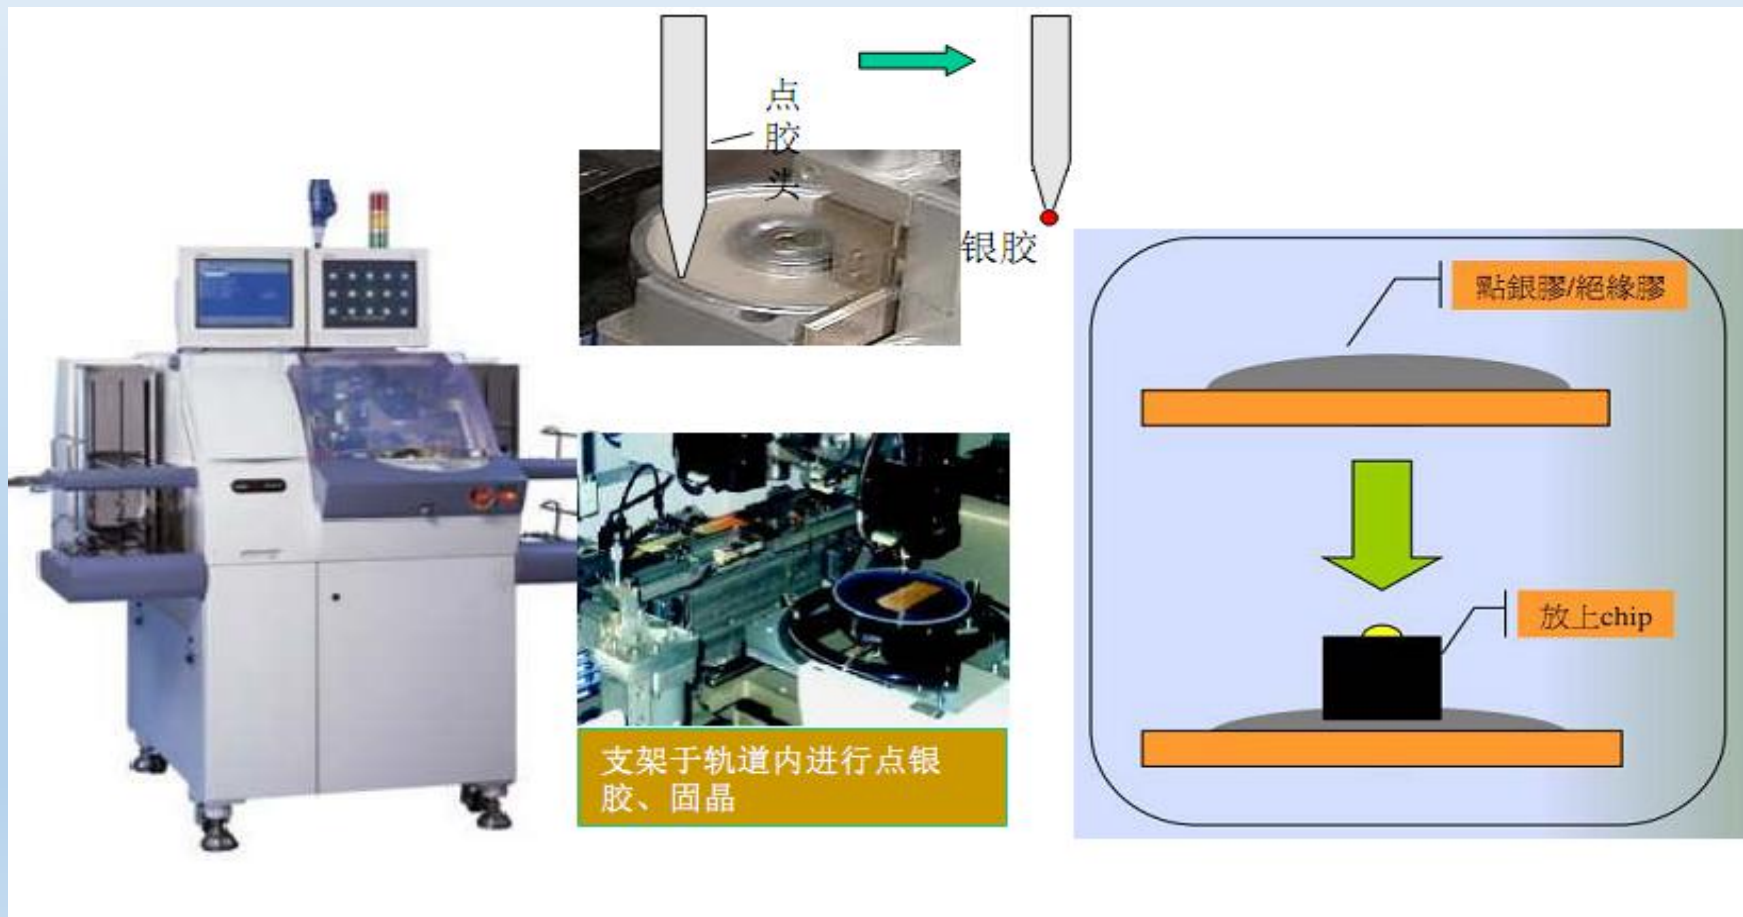 点
胶
头
银胶
點銀膠/絕緣膠
放上chip
支架于轨道内进行点银
胶、固晶